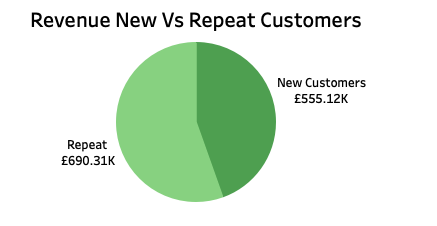 Revenue New Vs Repeat Customers
New Customers
£555.12K
Repeat
£690.31K